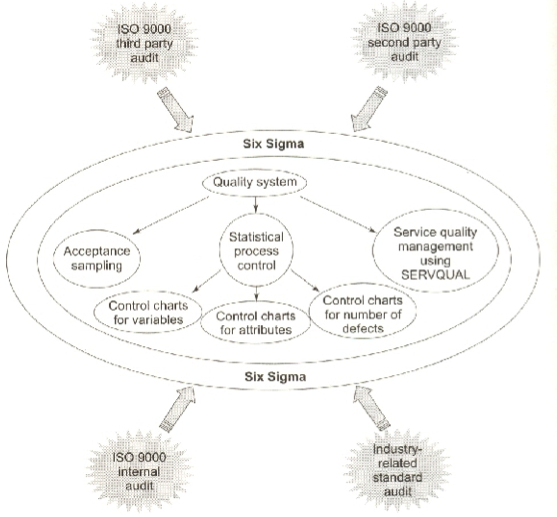 ISO 9000
third party
audit
ISO 9000
second party
audit
Six Sigma
Quality system
Acceptance
sampling
Statistical
process
control
Service quality
management
using
SERVQUAL
Control charts
for variables
Control charts
for attributes
Control charts
for number of
defects
Six Sigma
ISO 9000
internal
audit
Industry-
related
standard
audit